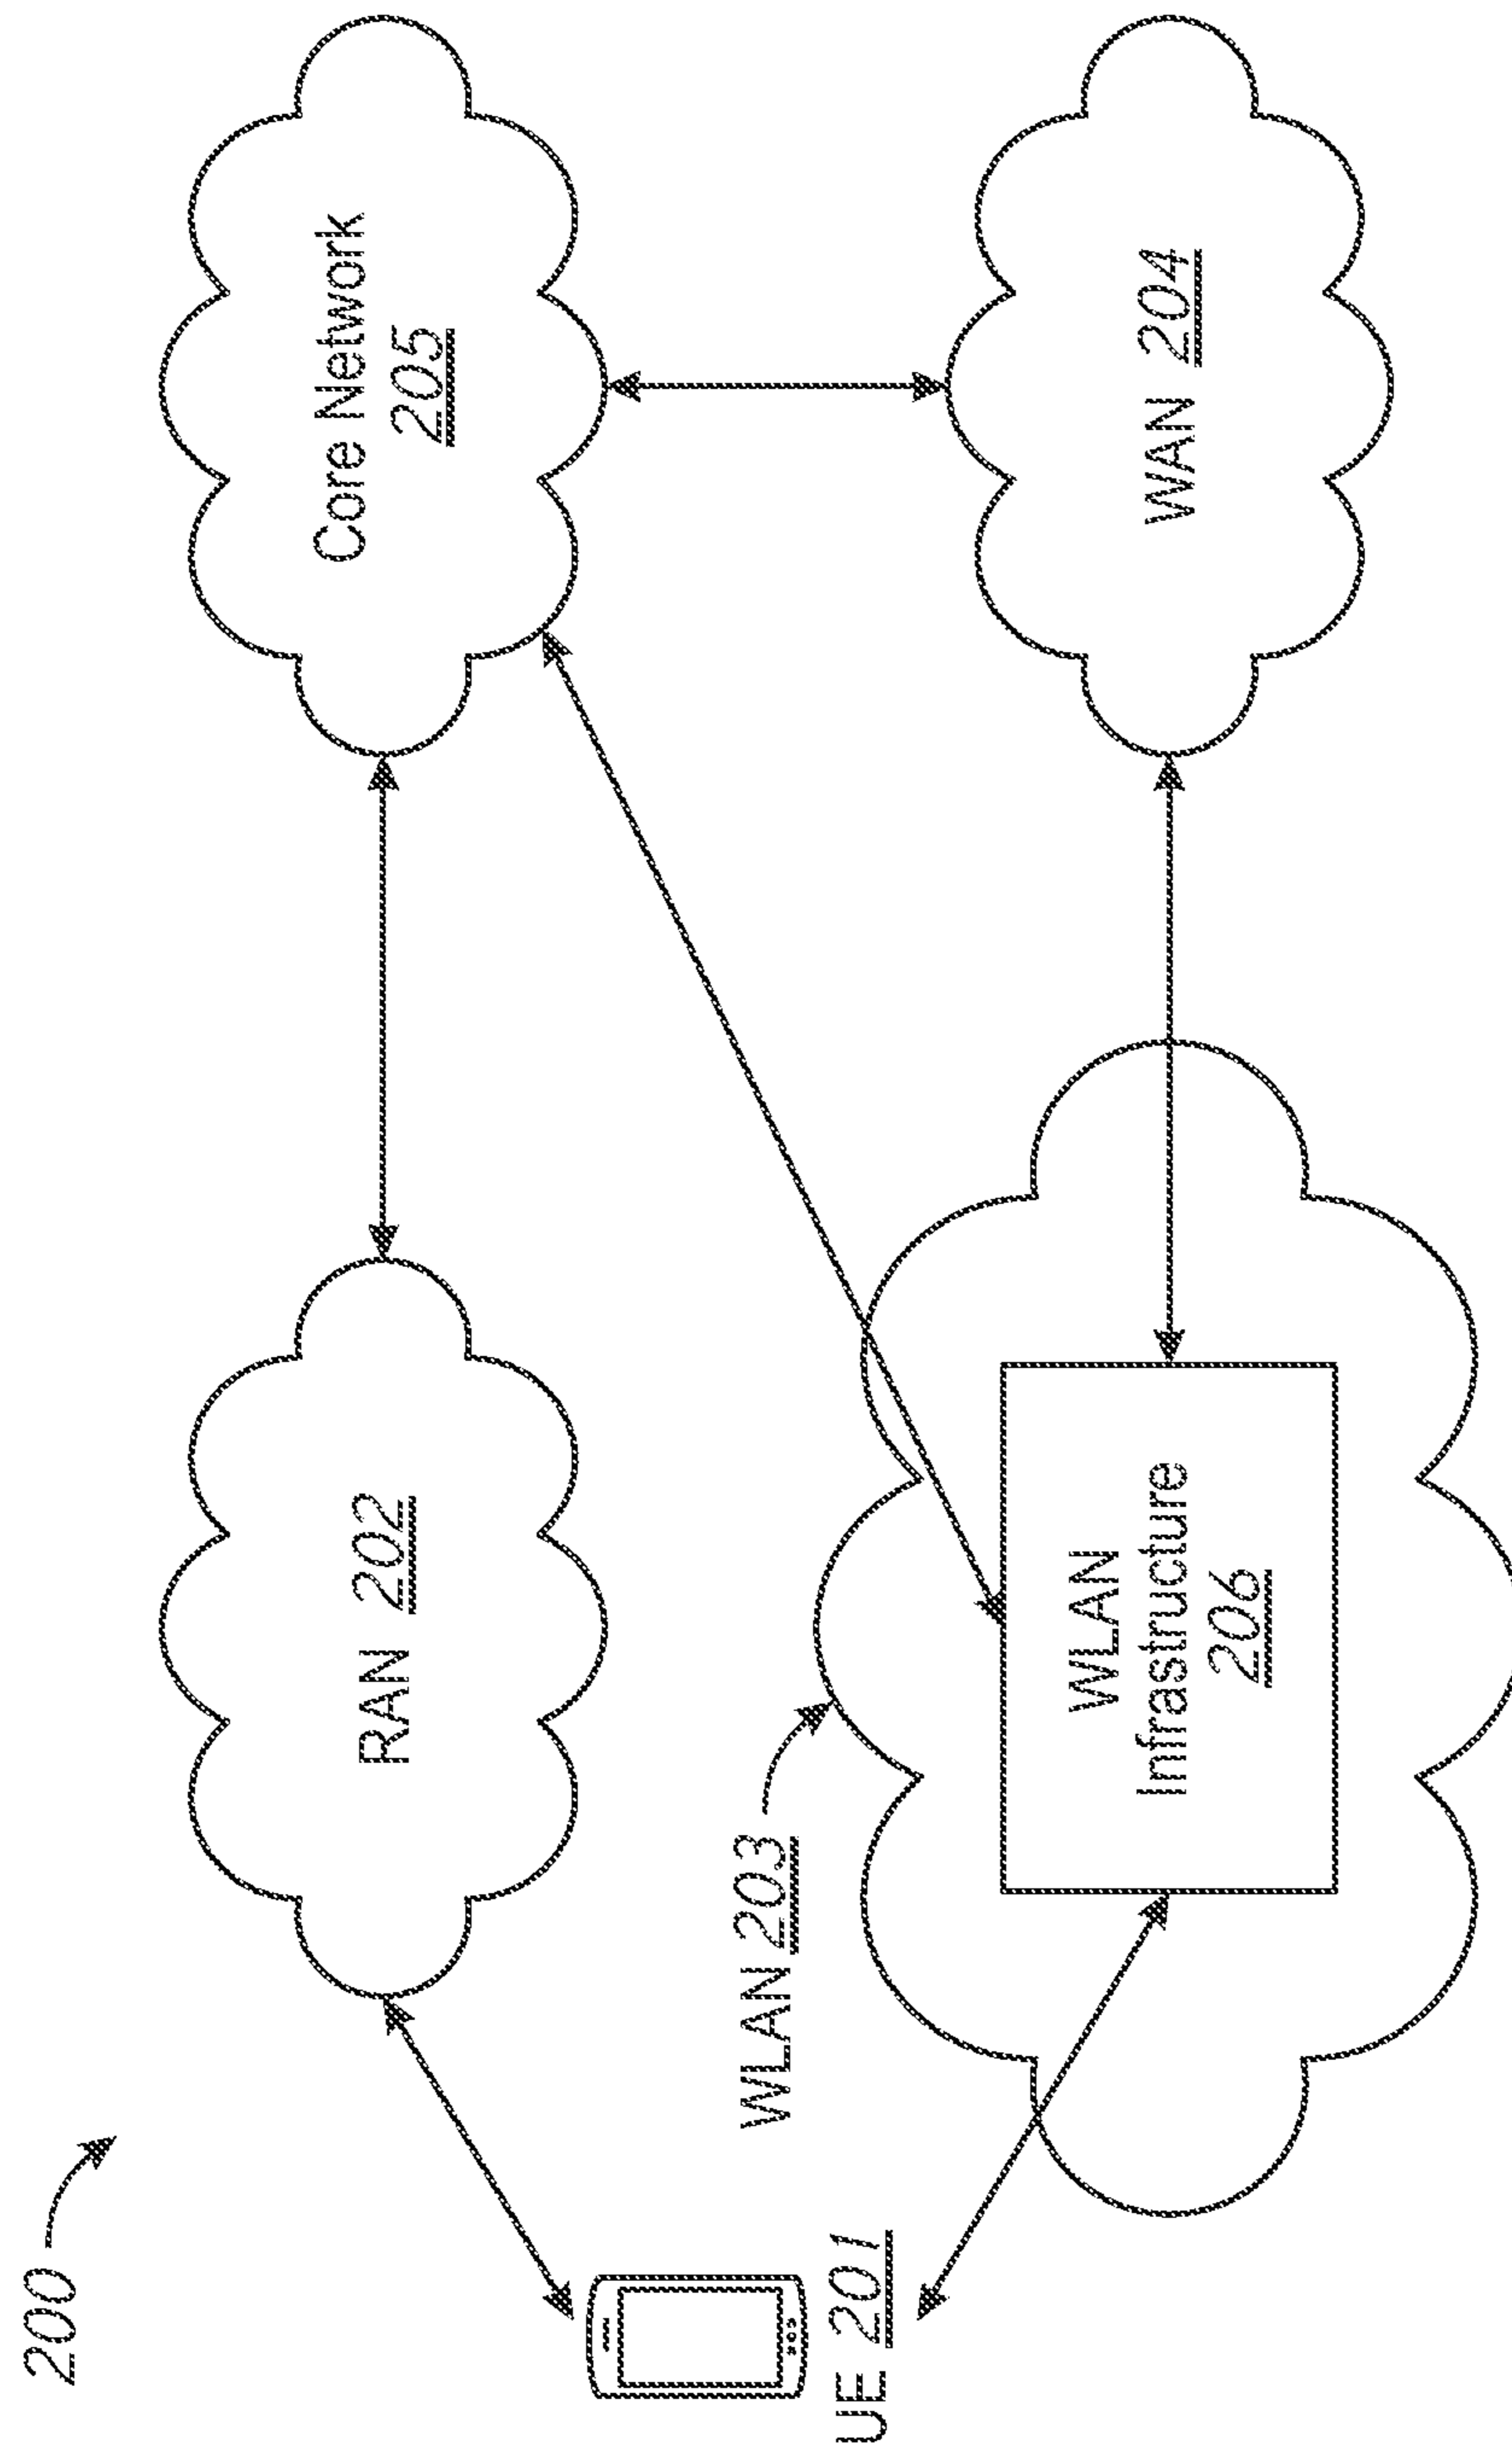 200
RAN 202
Core Network
205
UE 201
WLAN 203
WLAN
Infrastructure
206
WAN 204